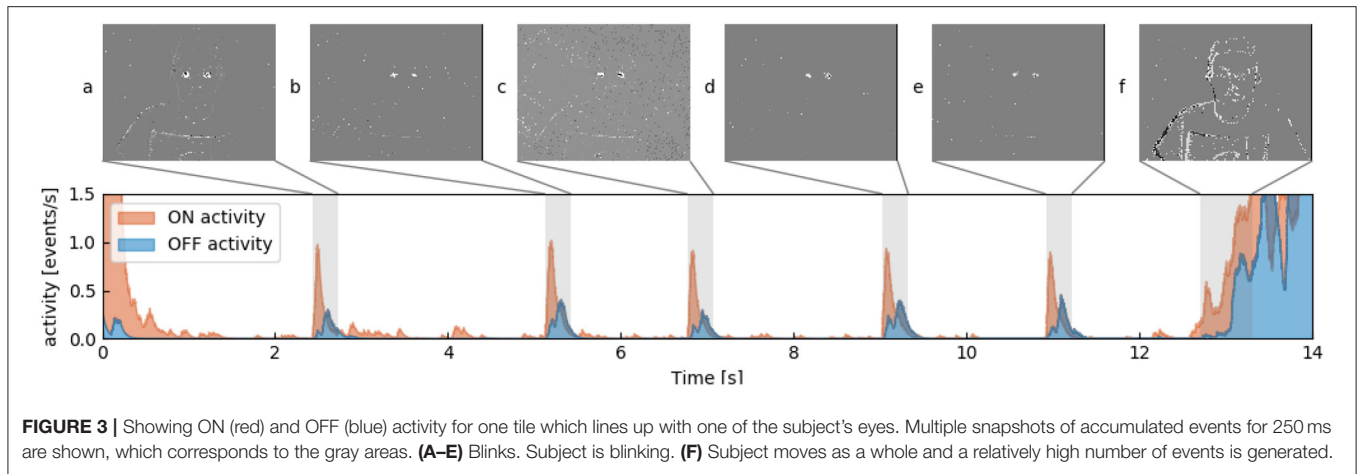 a
b
c
d
e
f
1.5
1.0
0.5
0.0
activity [events/s]
ON activity
OFF activity
0 2 4 6 8 10 12 14
Time [s]
FIGURE 3 | Showing ON (red) and OFF (blue) activity for one tile which lines up with one of the subject's eyes. Multiple snapshots of accumulated events for 250 ms
are shown, which corresponds to the gray areas. (A–E) Blinks. Subject is blinking. (F) Subject moves as a whole and a relatively high number of events is generated.